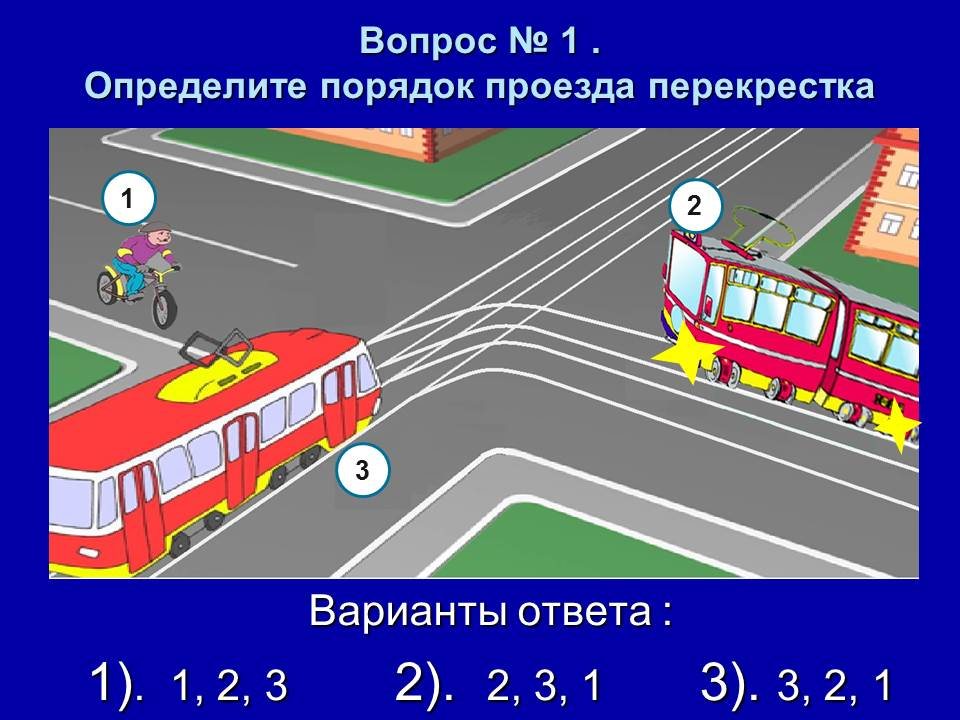 Вопрос № 1 .
Определите порядок проезда перекрестка
1
2
3
Варианты ответа :
1). 1, 2, 3 2). 2, 3, 1 3). 3, 2, 1